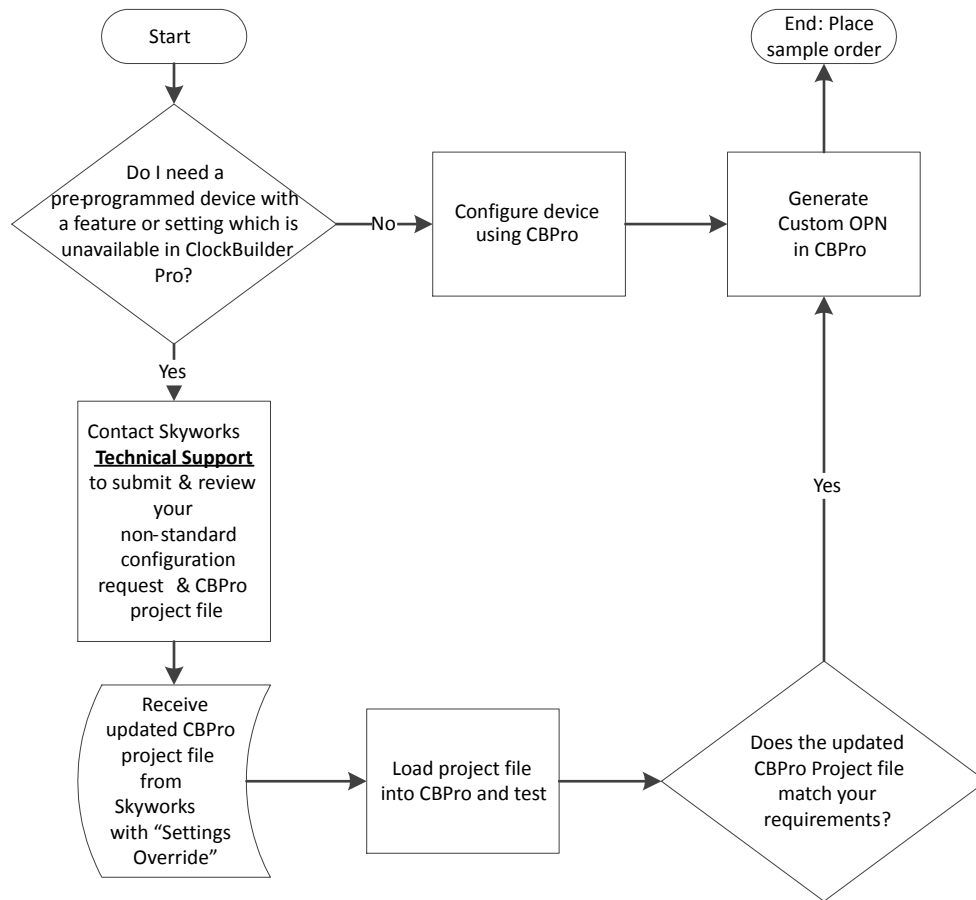 Start
End: Place
sample order
Do I need a
pre-programmed device with
a feature or setting which is
unavailable in ClockBuilder
Pro?
No
Configure device
using CBPro
Generate
Custom OPN
in CBPro
Yes
Contact Skyworks
Technical Support
to submit & review
your
non-standard
configuration
request & CBPro
project file
Yes
Receive
updated CBPro
project file
from
Skyworks
with “Settings
Override”
Load project file
into CBPro and test
Does the updated
CBPro Project file
match your
requirements?